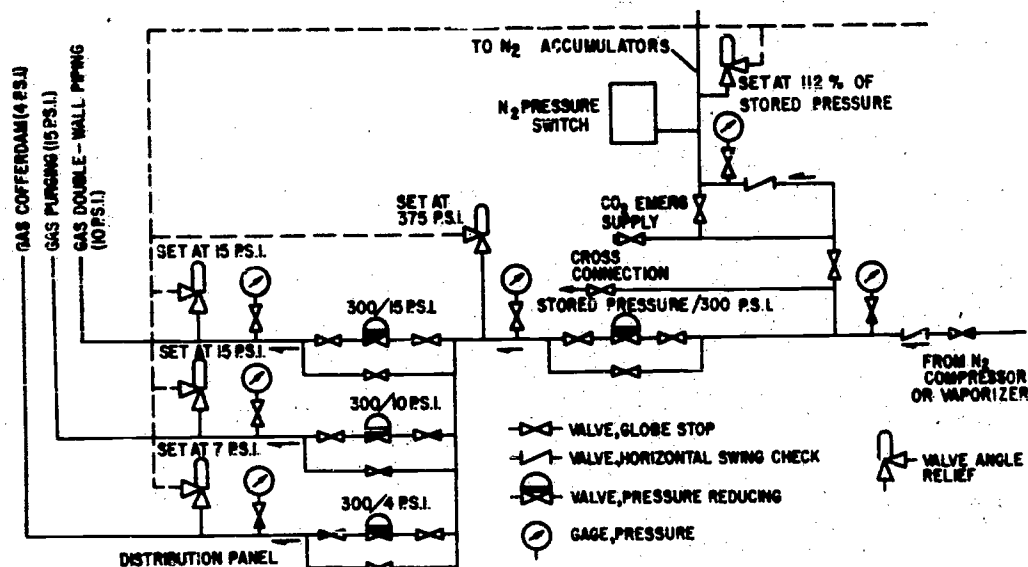 GAS COFFERDAM (4 P.S.I.)
GAS PURGING (15 P.S.I.)
GAS DOUBLE-WALL PIPING
(10 P.S.I.)
TO N2 ACCUMULATORS
SET AT 112 % OF
STORED PRESSURE
N2 PRESSURE
SWITCH
SET AT
375 P.S.I.
CO2 EMERG
SUPPLY
CROSS
CONNECTION
STORED PRESSURE/300 P.S.I.
SET AT 15 P.S.I.
300/15 P.S.I.
SET AT 15 P.S.I.
300/10 P.S.I.
SET AT 7 P.S.I.
300/4 P.S.I.
DISTRIBUTION PANEL
FROM N2
COMPRESSOR
OR VAPORIZER
VALVE, GLOBE STOP
VALVE, HORIZONTAL SWING CHECK
VALVE, PRESSURE REDUCING
GAGE, PRESSURE
VALVE ANGLE
RELIEF